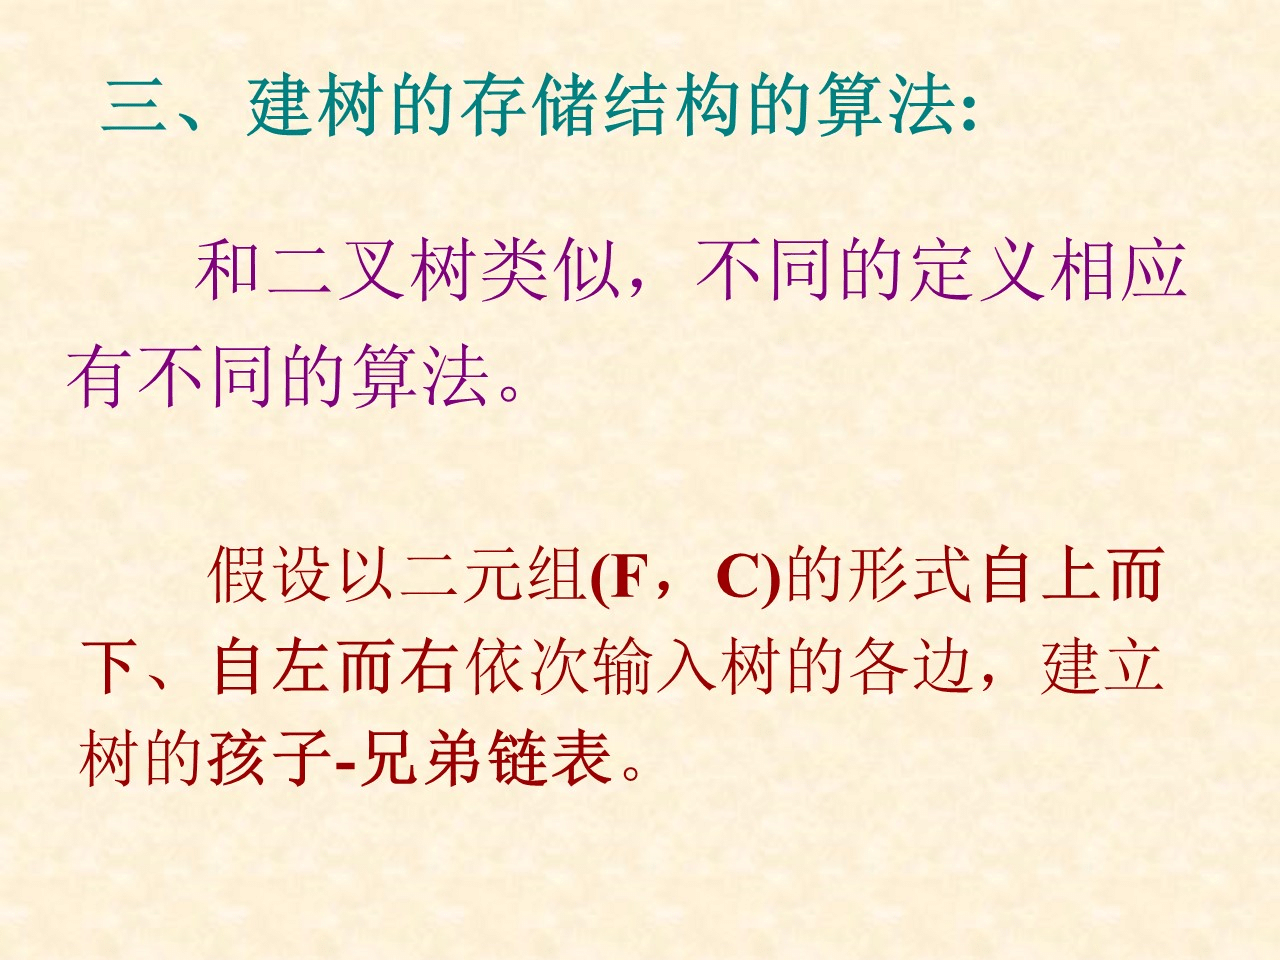 三、建树的存储结构的算法:
和二叉树类似，不同的定义相应
有不同的算法。
假设以二元组(F，C)的形式自上而
下、自左而右依次输入树的各边，建立
树的孩子-兄弟链表。